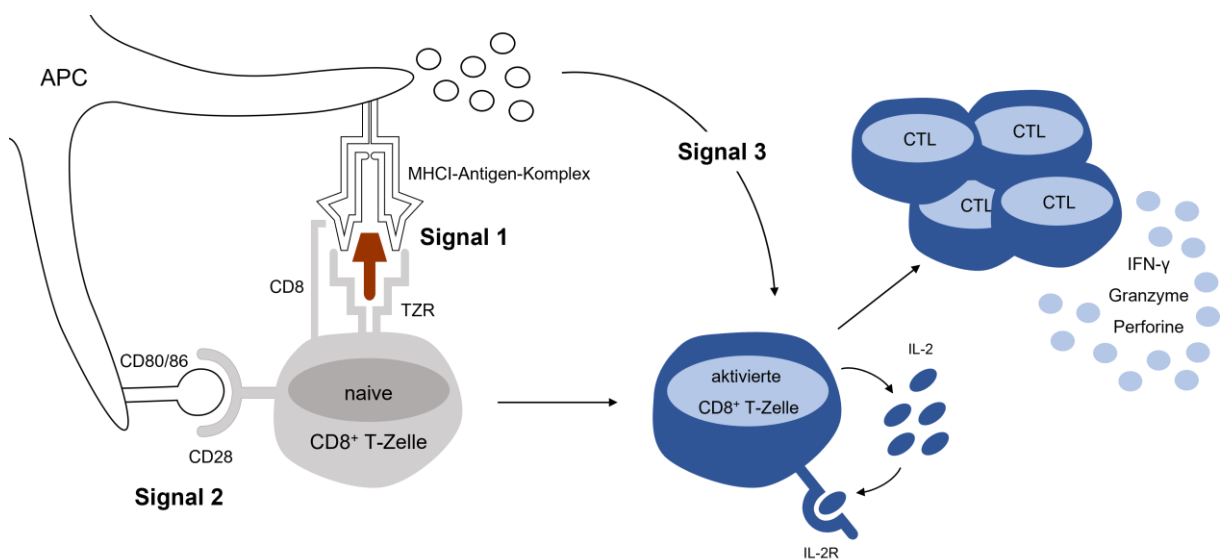 APC
MHCI-Antigen-Komplex
Signal 1
CD8
TZR
CD80/86
naive
CD8⁺ T-Zelle
CD28
Signal 2
Signal 3
aktivierte
CD8⁺ T-Zelle
IL-2
IL-2R
CTL
CTL
CTL
CTL
IFN-γ
Granzyme
Perforine